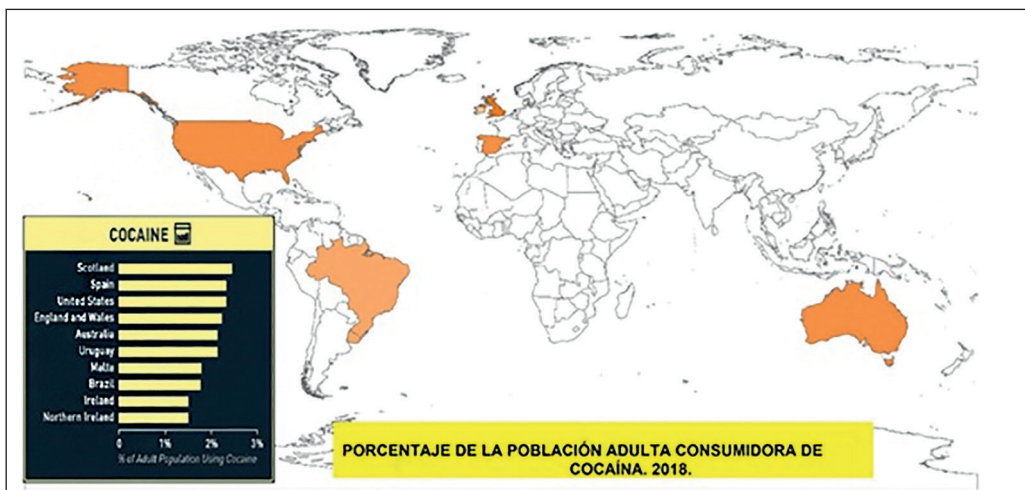 COCAINE
Scotland
Spain
United States
England and Wales
Australia
Uruguay
Malta
Brazil
Ireland
Northern Ireland
0 1% 2% 3%
% of Adult Population Using Cocaine
PORCENTAJE DE LA POBLACIÓN ADULTA CONSUMIDORA DE
COCAÍNA. 2018.